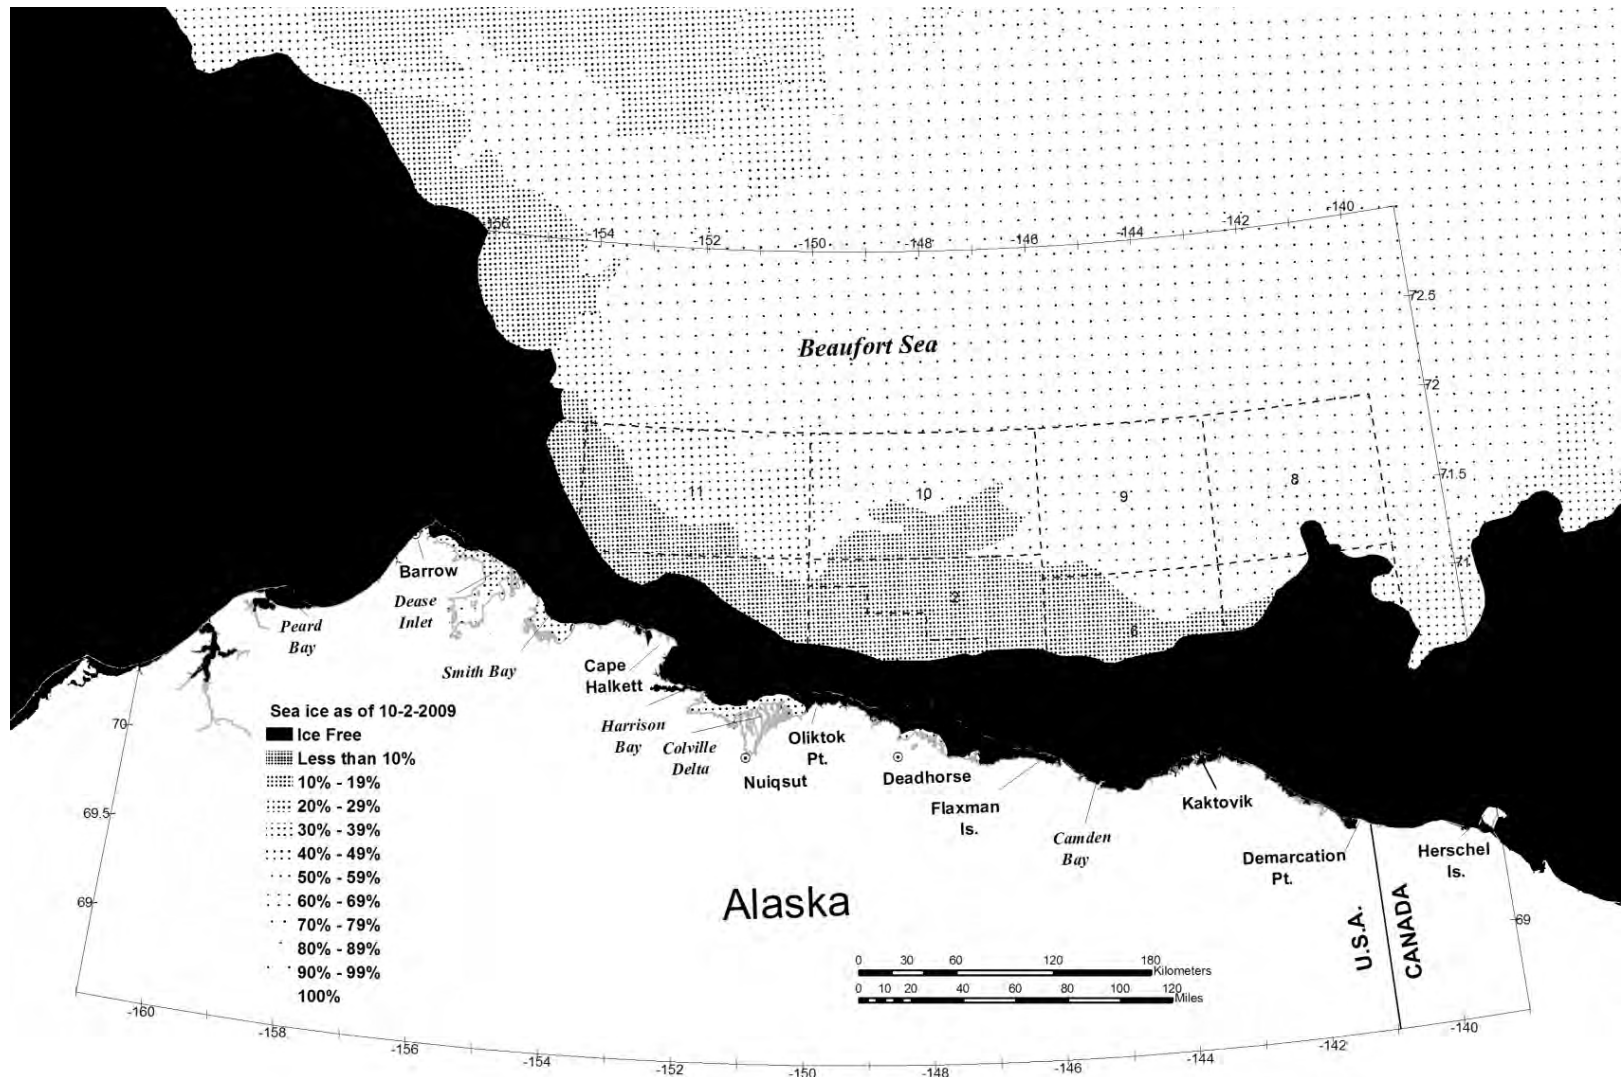 -156
-154
-152
-150
-148
-146
-144
-142
-140
72.5
Beaufort Sea
72
11
10
9
8
71.5
71
2
6
Barrow
Dease
Inlet
Peard
Bay
Smith Bay
Cape
Halkett
Harrison
Bay
Colville
Delta
Nuiqsut
Oliktok
Pt.
Deadhorse
Flaxman
Is.
Camden
Bay
Kaktovik
Demarcation
Pt.
Herschel
Is.
70
69.5
69
Sea ice as of 10-2-2009
Ice Free
Less than 10%
10% - 19%
20% - 29%
30% - 39%
40% - 49%
50% - 59%
60% - 69%
70% - 79%
80% - 89%
90% - 99%
100%
Alaska
U.S.A.
CANADA
69
0 30 60 120 180
Kilometers
0 10 20 40 60 80 100 120
Miles
-160
-158
-156
-154
-152
-150
-148
-146
-144
-142
-140